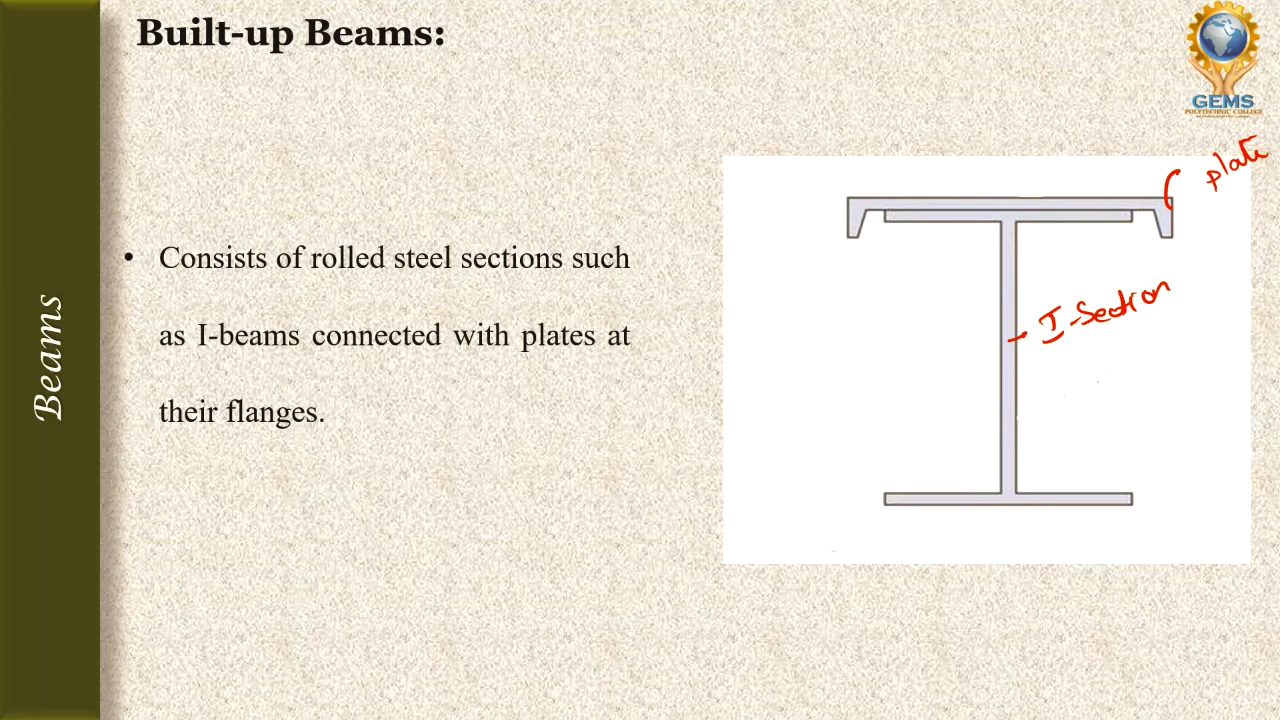 Built-up Beams:
GEMS
POLYTECHNIC COLLEGE
plate
• Consists of rolled steel sections such
as I-beams connected with plates at
their flanges.
I-Section
Beams